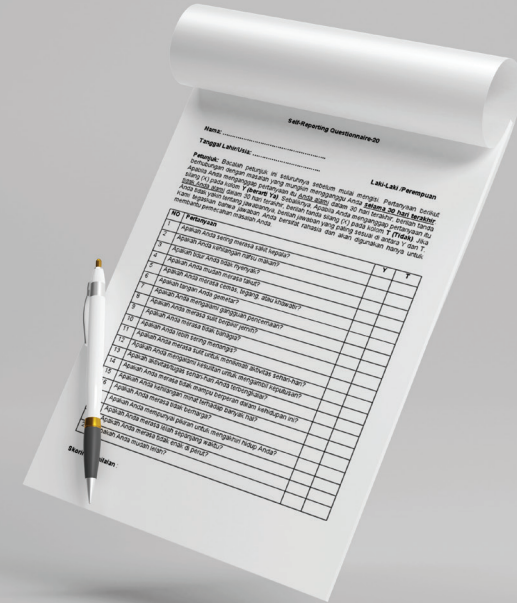 Self-Reporting Questionnaire-20
Nama: ....................................
Tanggal Lahir/Usia: ........................
Laki-Laki /Perempuan
Petunjuk: Bacalah petunjuk ini seluruhnya sebelum mulai mengisi. Pertanyaan berikut
berhubungan dengan masalah yang mungkin mengganggu Anda selama 30 hari terakhir.
Apabila Anda menganggap pertanyaan itu Anda alami dalam 30 hari terakhir, berilah tanda
silang (X) pada kolom Y (berarti Ya). Sebaliknya, Apabila Anda menganggap pertanyaan itu
tidak Anda alami dalam 30 hari terakhir, berilah tanda silang (X) pada kolom T (Tidak). Jika
Anda tidak yakin tentang jawabannya, berilah jawaban yang paling sesuai di antara Y dan T.
Kami tegaskan bahwa jawaban Anda bersifat rahasia dan akan digunakan hanya untuk
membantu pemecahan masalah Anda.
NO Pertanyaan Y T
1 Apakah Anda sering merasa sakit kepala?
2 Apakah Anda kehilangan nafsu makan?
3 Apakah tidur Anda tidak nyenyak?
4 Apakah Anda mudah merasa takut?
5 Apakah Anda merasa cemas, tegang, atau khawatir?
6 Apakah tangan Anda gemetar?
7 Apakah Anda mengalami gangguan pencernaan?
8 Apakah Anda merasa sulit berpikir jernih?
9 Apakah Anda merasa tidak bahagia?
10 Apakah Anda lebih sering menangis?
11 Apakah Anda merasa sulit untuk menikmati aktivitas sehari-hari?
12 Apakah Anda mengalami kesulitan untuk mengambil keputusan?
13 Apakah aktivitas/tugas sehari-hari Anda terbengkalai?
14 Apakah Anda merasa tidak mampu berperan dalam kehidupan ini?
15 Apakah Anda kehilangan minat terhadap banyak hal?
16 Apakah Anda merasa tidak berharga?
Apakah Anda mempunyai pikiran untuk mengakhiri hidup Anda?
Apakah Anda merasa lelah sepanjang waktu?
Apakah Anda merasa tidak enak di perut?
Apakah Anda mudah lelah?